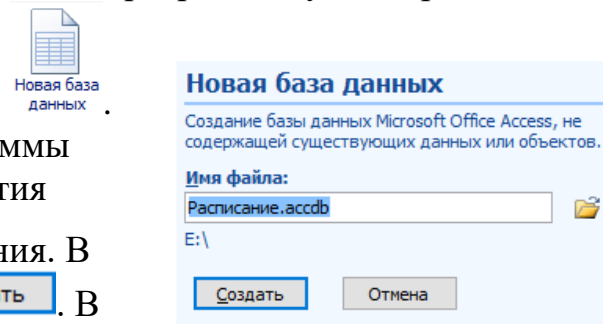 Новая база
данных .
ммы
тия
ния. В
ть . В
Новая база данных
Создание базы данных Microsoft Office Access, не
содержащей существующих данных или объектов.
Имя файла:
Расписание.accdb
E:\
Создать Отмена